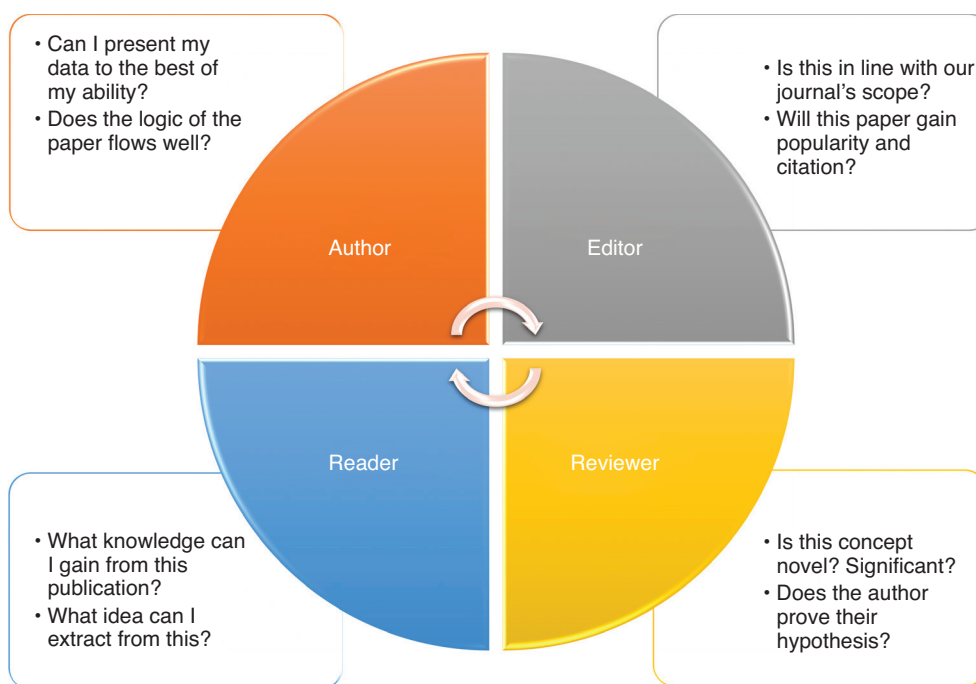 • Can I present my
data to the best of
my ability?
• Does the logic of the
paper flows well?
• Is this in line with our
journal's scope?
• Will this paper gain
popularity and
citation?
Author
Editor
Reader
Reviewer
• What knowledge can
I gain from this
publication?
• What idea can I
extract from this?
• Is this concept
novel? Significant?
• Does the author
prove their
hypothesis?